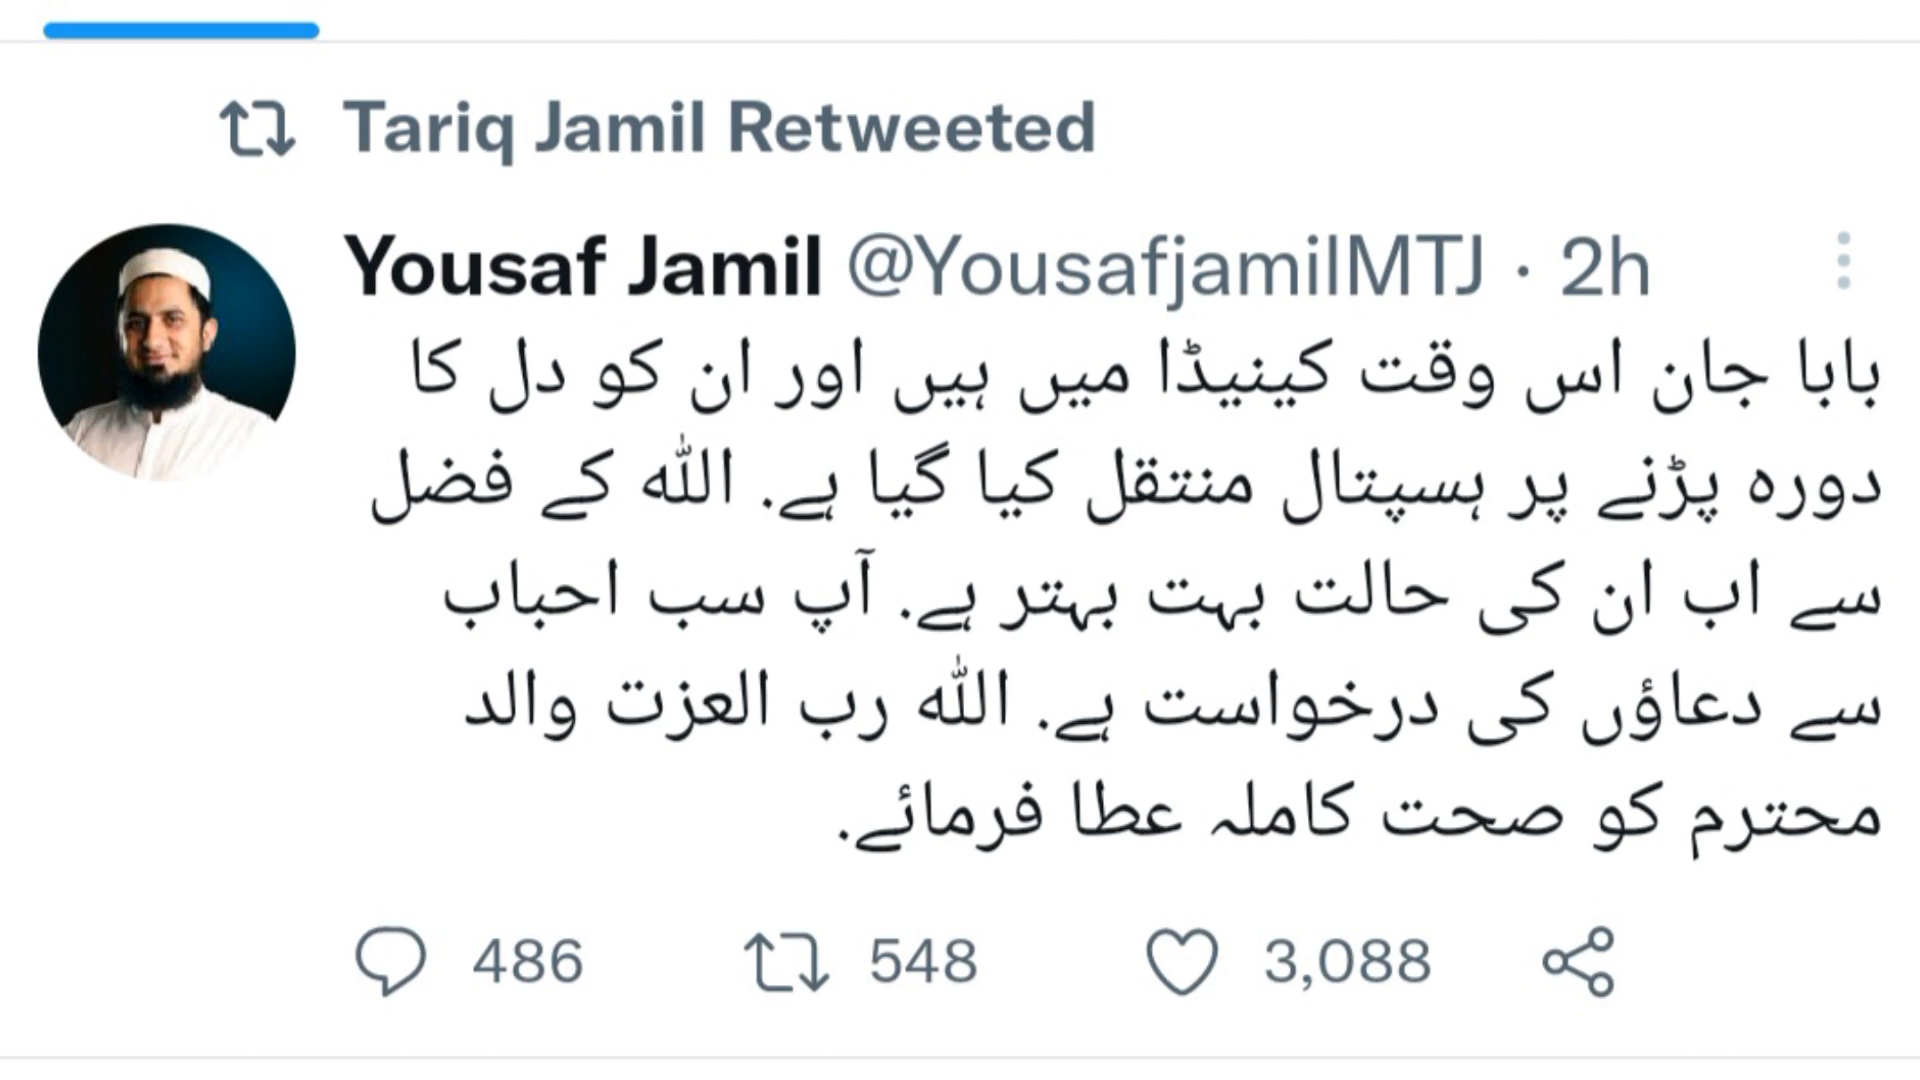 Tariq Jamil Retweeted
Yousaf Jamil @YousafjamilMTJ · 2h
بابا جان اس وقت کینیڈا میں ہیں اور ان کو دل کا
دورہ پڑنے پر ہسپتال منتقل کیا گیا ہے. اللّٰہ کے فضل
سے اب ان کی حالت بہت بہتر ہے. آپ سب احباب
سے دعاؤں کی درخواست ہے. اللّٰہ رب العزت والد
محترم کو صحت کاملہ عطا فرمائے.
486 548 3,088